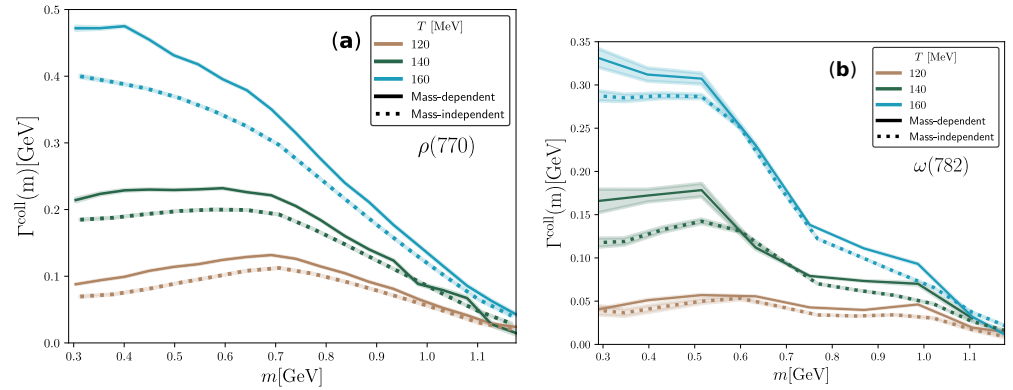 (a)
T [MeV]
120
140
160
Mass-dependent
Mass-independent
ρ(770)
Γ^coll(m)[GeV]
0.5
0.4
0.3
0.2
0.1
0.0
0.3 0.4 0.5 0.6 0.7 0.8 0.9 1.0 1.1
m[GeV]
(b)
T [MeV]
120
140
160
Mass-dependent
Mass-independent
ω(782)
Γ^coll(m)[GeV]
0.35
0.30
0.25
0.20
0.15
0.10
0.05
0.00
0.3 0.4 0.5 0.6 0.7 0.8 0.9 1.0 1.1
m[GeV]